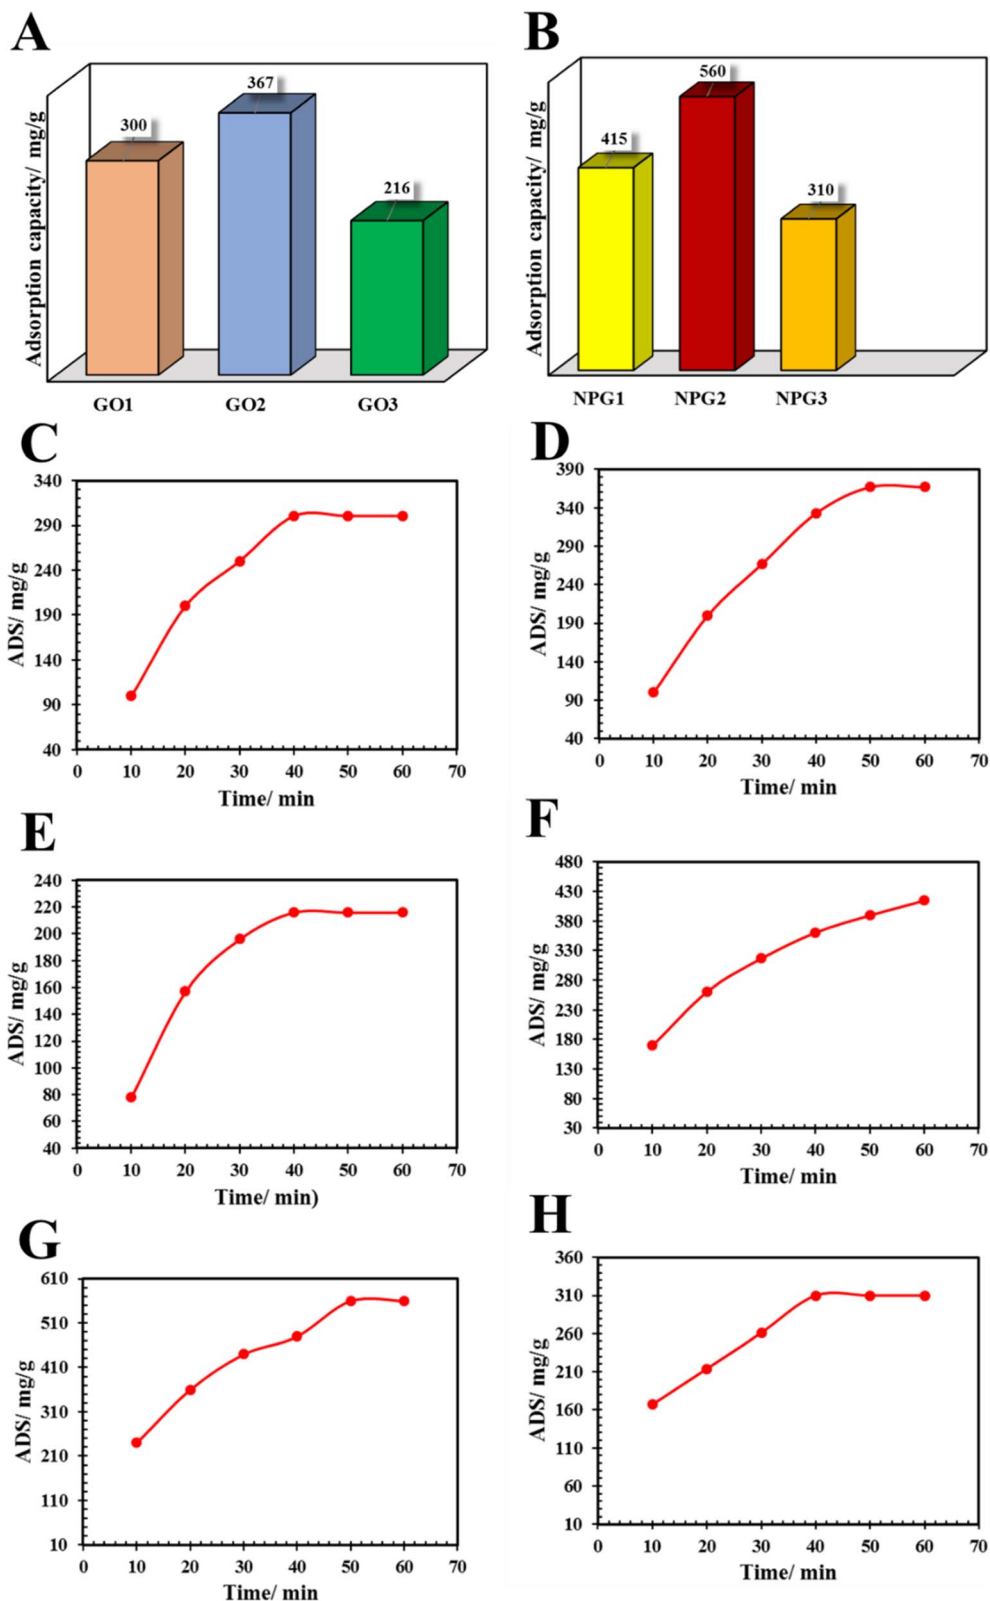 A
Adsorption capacity/ mg/g
300
367
216
GO1 GO2 GO3
B
Adsorption capacity/ mg/g
415
560
310
NPG1 NPG2 NPG3
C
ADS/ mg/g
340
290
240
190
140
90
40
0 10 20 30 40 50 60 70
Time/ min
D
ADS/ mg/g
390
340
290
240
190
140
90
40
0 10 20 30 40 50 60 70
Time/ min
E
ADS/ mg/g
240
220
200
180
160
140
120
100
80
60
40
0 10 20 30 40 50 60 70
Time/ min)
F
ADS/ mg/g
480
430
380
330
280
230
180
130
80
30
0 10 20 30 40 50 60 70
Time/ min
G
ADS/ mg/g
610
510
410
310
210
110
10
0 10 20 30 40 50 60 70
Time/ min
H
ADS/ mg/g
360
310
260
210
160
110
60
10
0 10 20 30 40 50 60 70
Time/ min